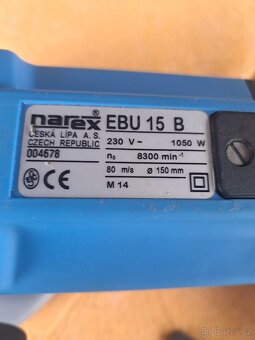 narex® EBU 15 B
ČESKÁ LÍPA A.S.
CZECH REPUBLIC
004678
230 V~ 1050 W
n₀ 8300 min⁻¹
80 m/s ø 150 mm
M 14
CE